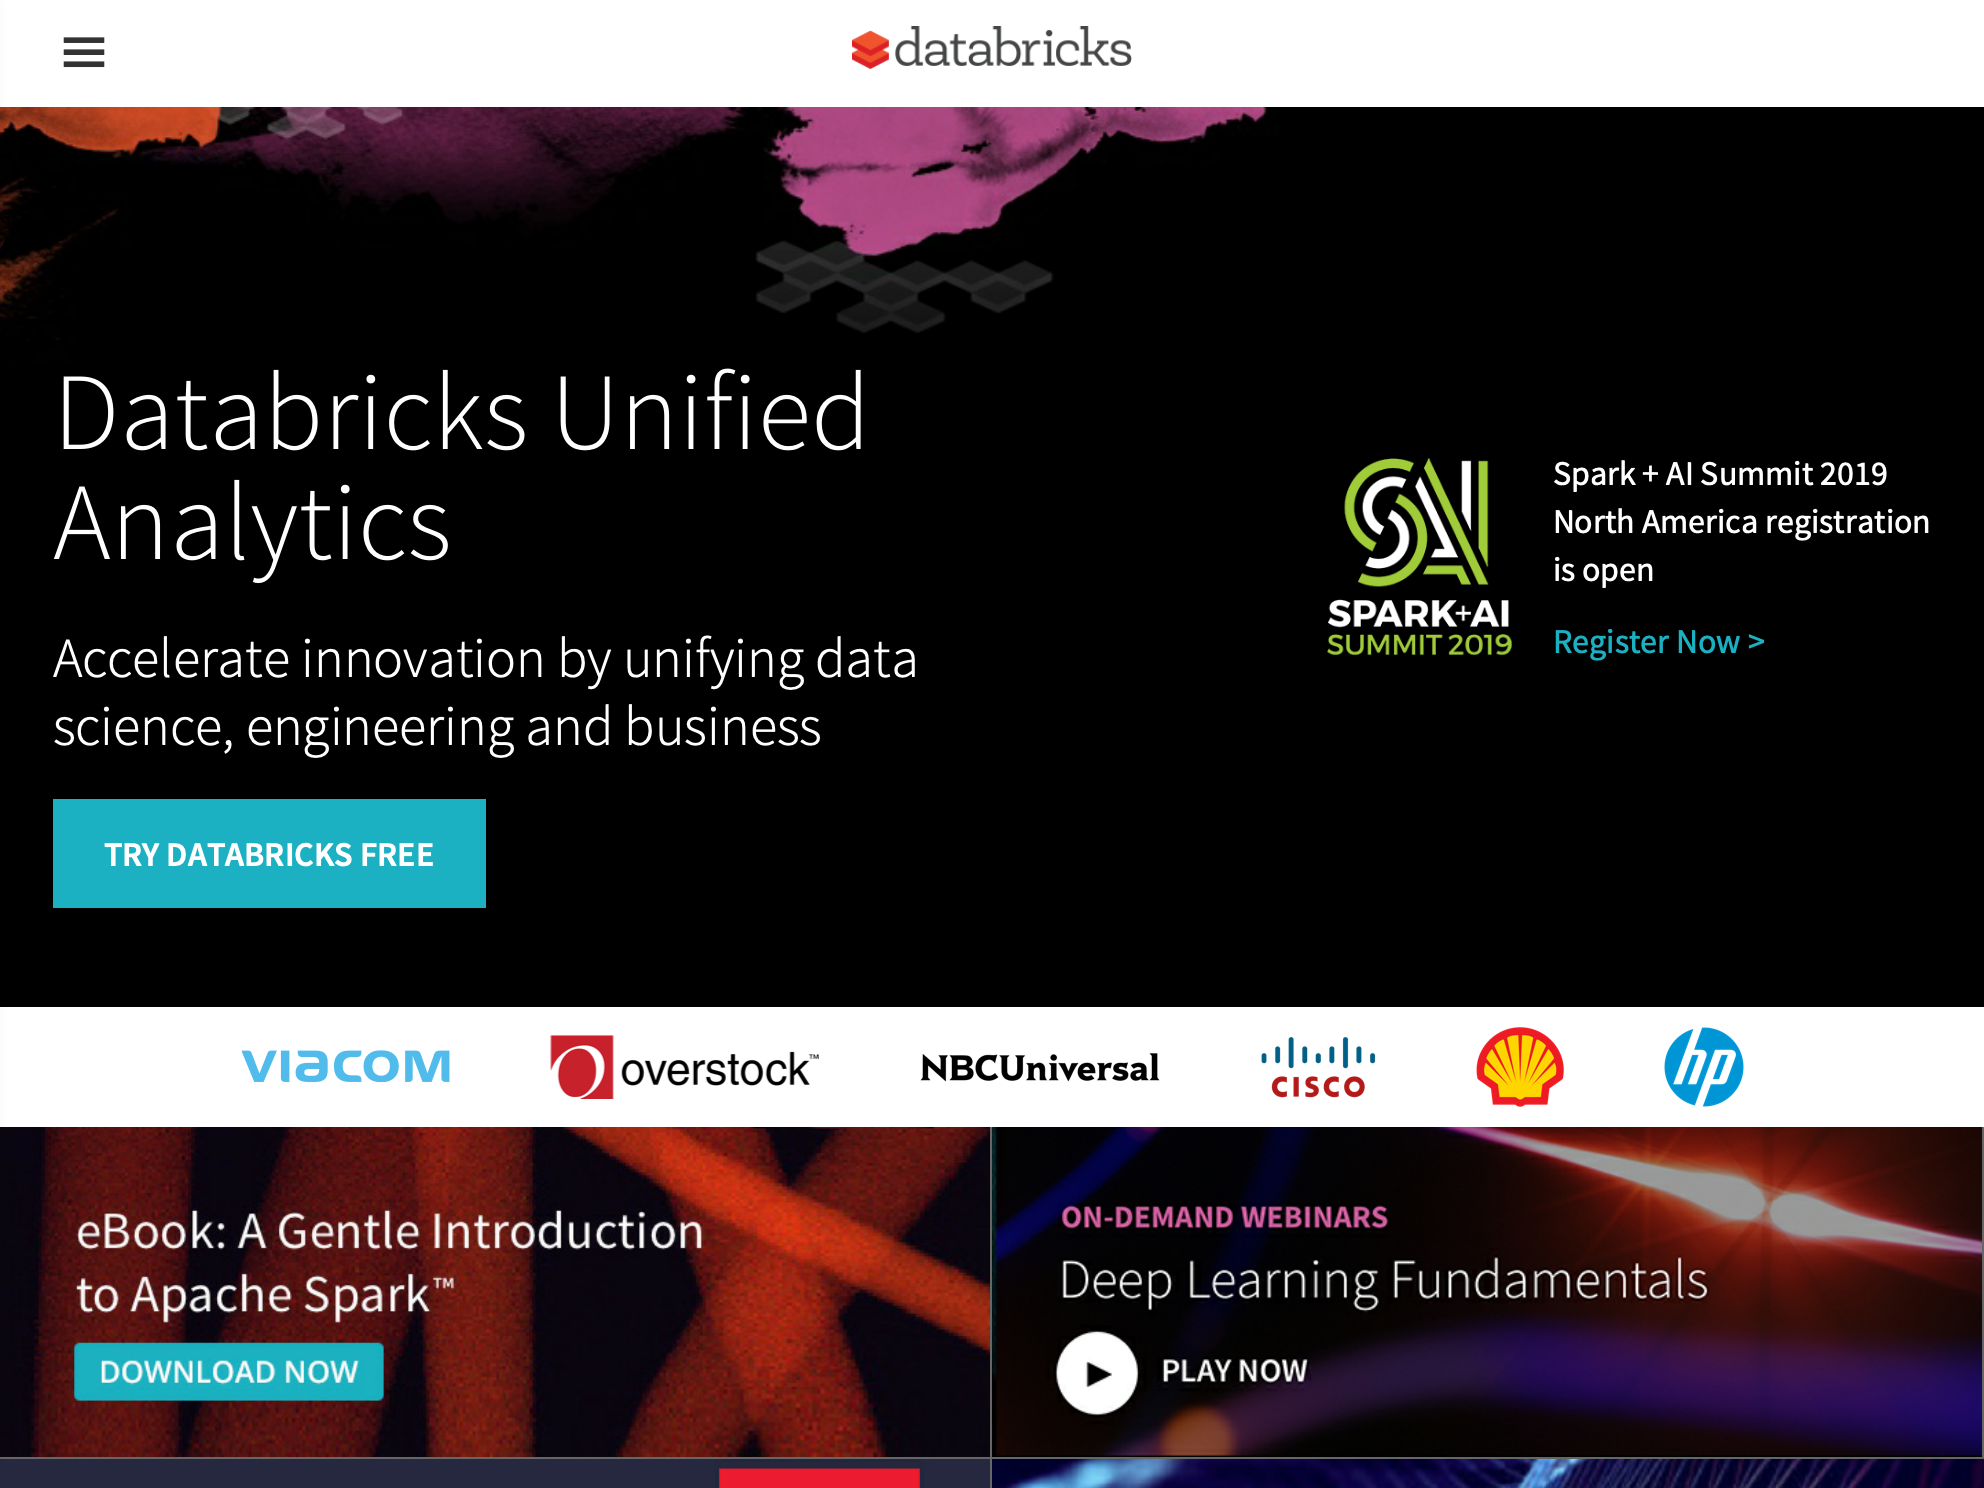 databricks
Databricks Unified
Analytics
Accelerate innovation by unifying data
science, engineering and business
TRY DATABRICKS FREE
SAI
SPARK+AI
SUMMIT 2019
Spark + AI Summit 2019
North America registration
is open
Register Now >
VIACOM
overstock™
NBCUniversal
CISCO
hp
eBook: A Gentle Introduction
to Apache Spark™
DOWNLOAD NOW
ON-DEMAND WEBINARS
Deep Learning Fundamentals
PLAY NOW